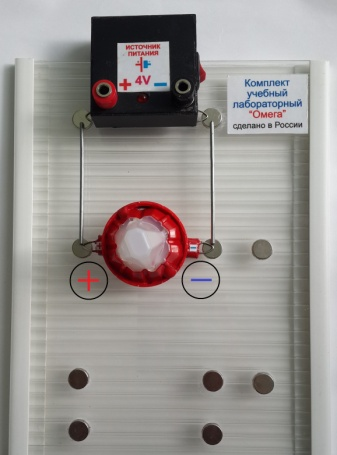 ИСТОЧНИК
ПИТАНИЯ
+ 4V −
Комплект
учебный
лабораторный
"Омега"
сделано в России
+ −